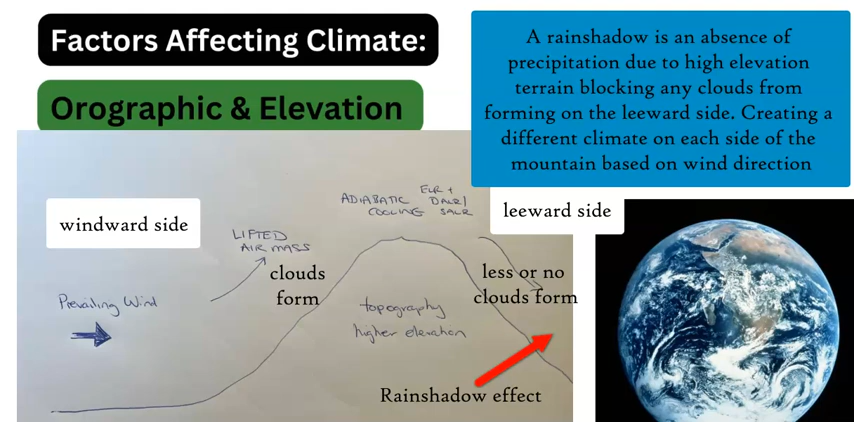 Factors Affecting Climate:
Orographic & Elevation
A rainshadow is an absence of
precipitation due to high elevation
terrain blocking any clouds from
forming on the leeward side. Creating a
different climate on each side of the
mountain based on wind direction
windward side
leeward side
ADIABATIC
COOLING
ELR +
DALR/
SALR
LIFTED
AIR MASS
clouds
form
less or no
clouds form
Prevailing Wind
topography
higher elevation
Rainshadow effect